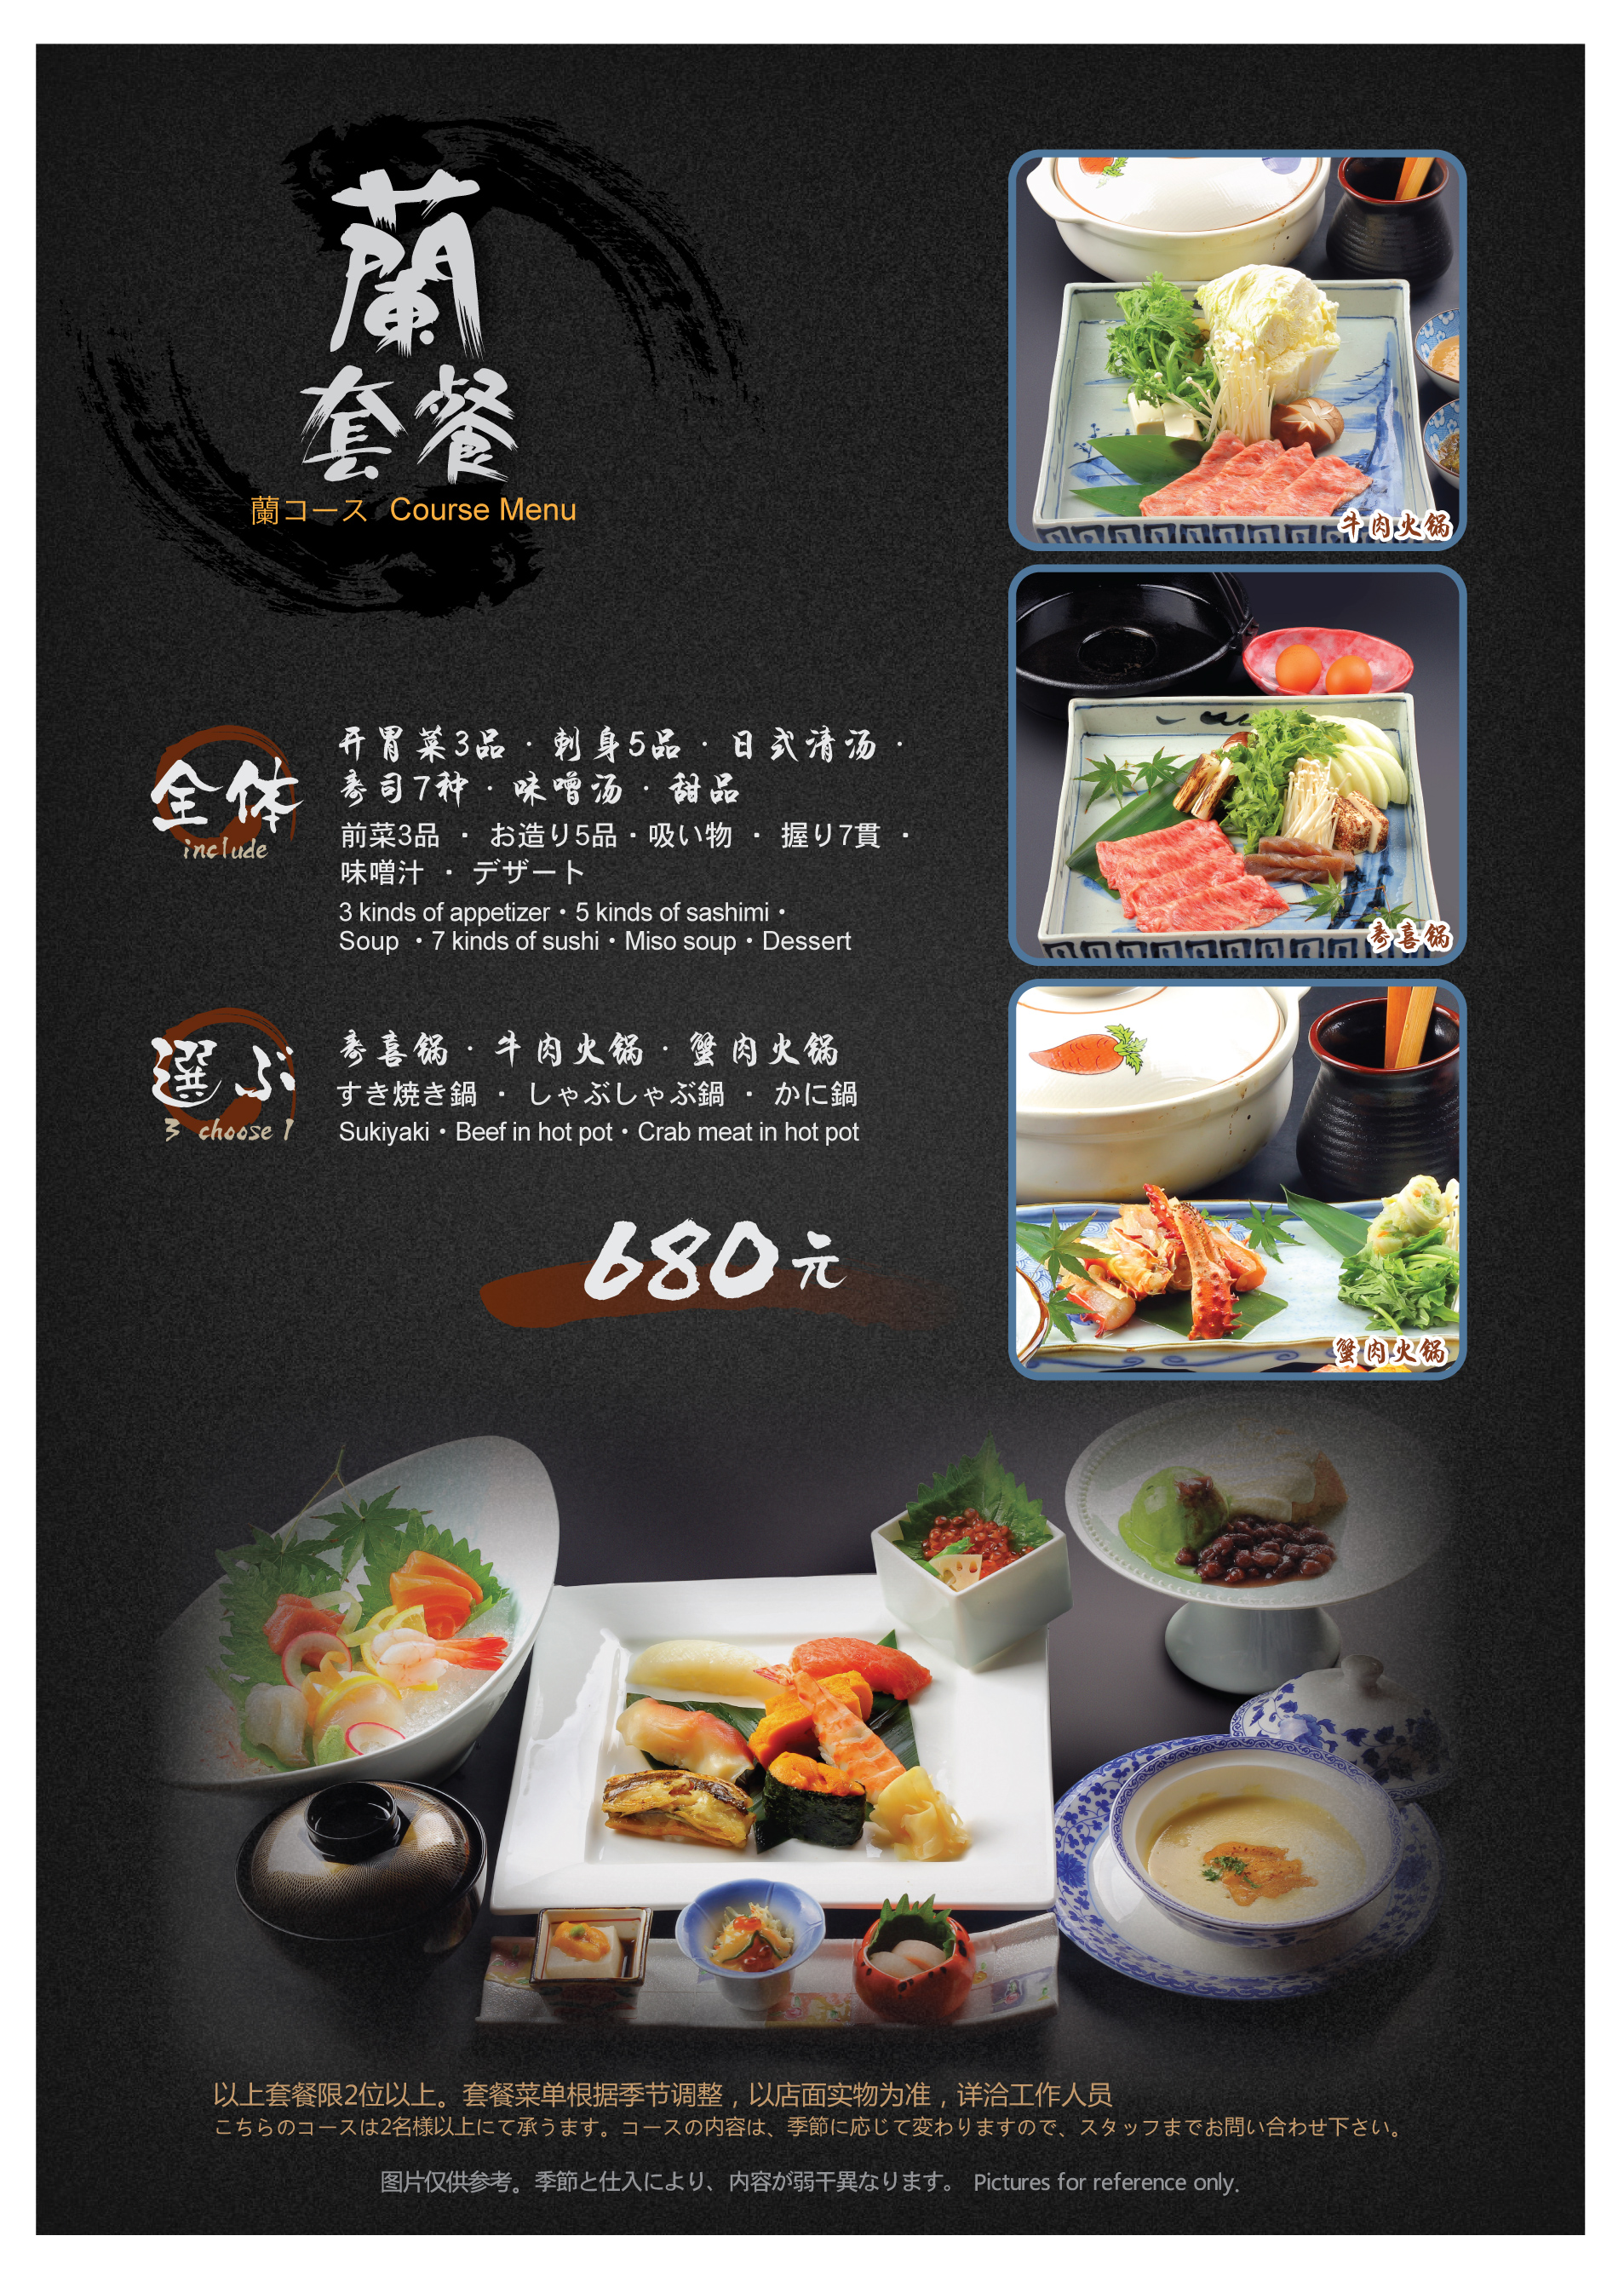 蘭
套餐
蘭コース Course Menu
全体
include
开胃菜3品 · 刺身5品 · 日式清汤 ·
寿司7种 · 味噌汤 · 甜品
前菜3品 ・ お造り5品・吸い物 ・ 握り7貫 ・
味噌汁 ・ デザート
3 kinds of appetizer・5 kinds of sashimi・
Soup ・7 kinds of sushi・Miso soup・Dessert
選ぶ
3 choose 1
寿喜锅 · 牛肉火锅 · 蟹肉火锅
すき焼き鍋 ・ しゃぶしゃぶ鍋 ・ かに鍋
Sukiyaki・Beef in hot pot・Crab meat in hot pot
680元
牛肉火锅
寿喜锅
蟹肉火锅
以上套餐限2位以上。套餐菜单根据季节调整，以店面实物为准，详洽工作人员
こちらのコースは2名様以上にて承うます。コースの内容は、季節に応じて変わりますので、スタッフまでお問い合わせ下さい。
图片仅供参考。季節と仕入により、内容が弱干異なります。 Pictures for reference only.